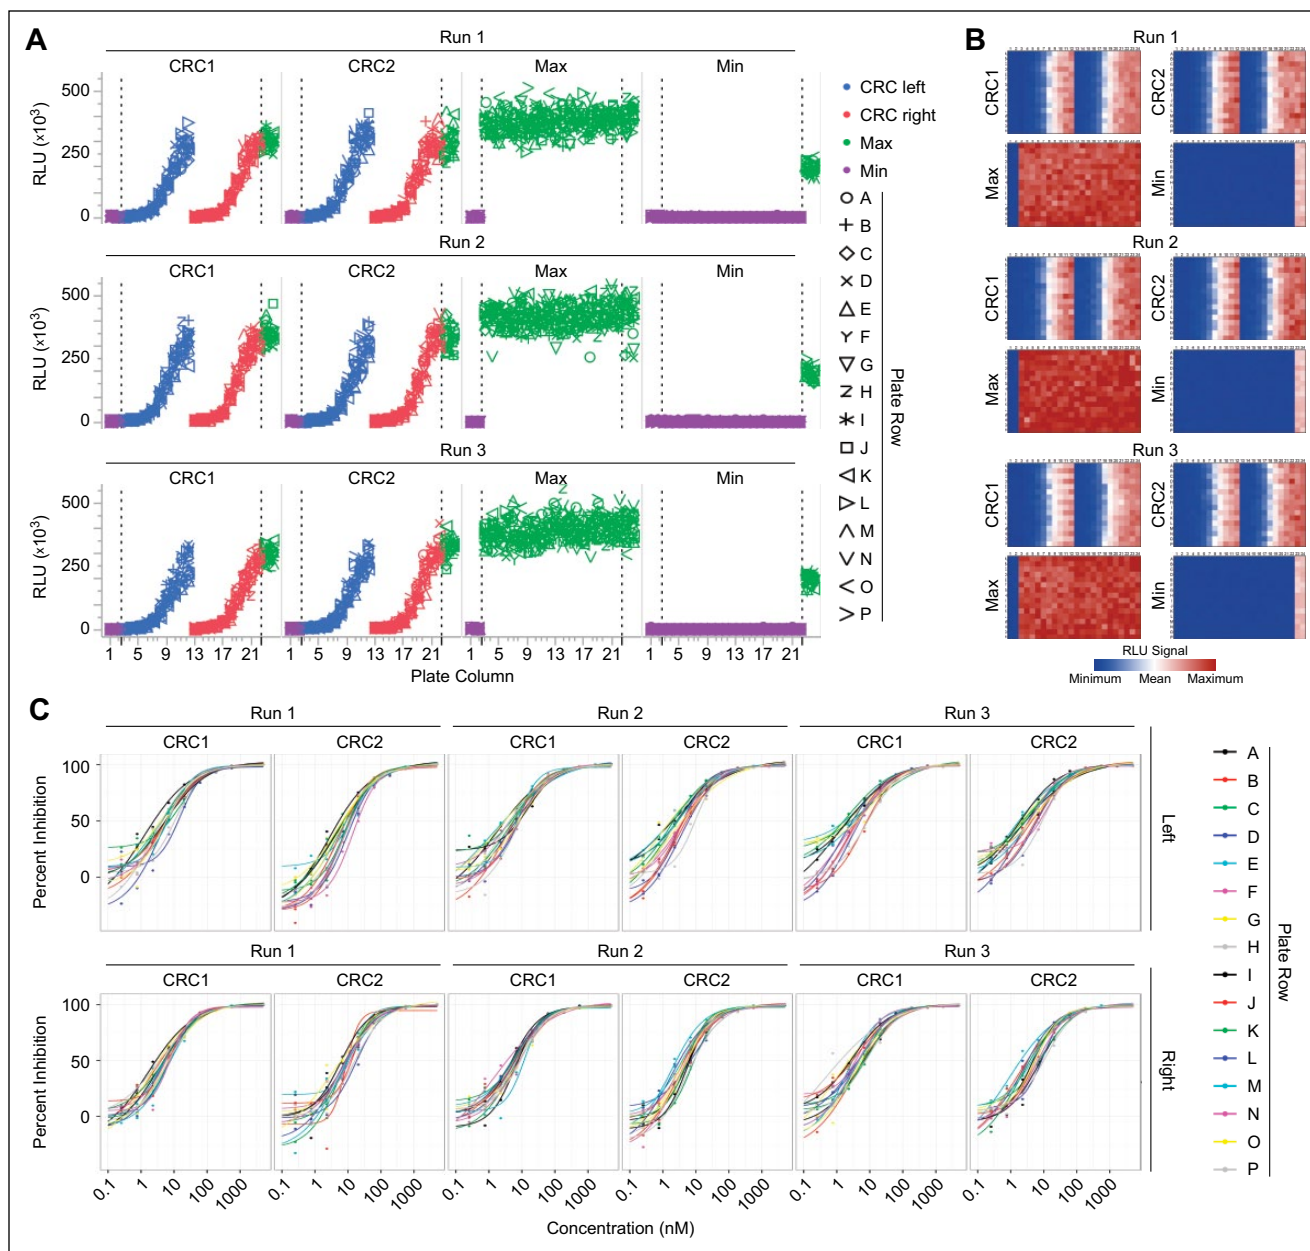 A
Run 1
CRC1 CRC2 Max Min
RLU (×10³)
500
250
0
Run 2
CRC1 CRC2 Max Min
RLU (×10³)
500
250
0
Run 3
CRC1 CRC2 Max Min
RLU (×10³)
500
250
0
1 5 9 13 17 21 1 5 9 13 17 21 1 5 9 13 17 21 1 5 9 13 17 21
Plate Column
CRC left
CRC right
Max
Min
A
B
C
D
E
F
G
H
I
J
K
L
M
N
O
P
Plate Row
B
Run 1
CRC1 CRC2
Max Min
Run 2
CRC1 CRC2
Max Min
Run 3
CRC1 CRC2
Max Min
RLU Signal
Minimum Mean Maximum
C
Run 1 Run 2 Run 3
CRC1 CRC2 CRC1 CRC2 CRC1 CRC2
Percent Inhibition
100
50
0
Left
Run 1 Run 2 Run 3
CRC1 CRC2 CRC1 CRC2 CRC1 CRC2
Percent Inhibition
100
50
0
Right
0.1 1 10 100 1000 0.1 1 10 100 1000 0.1 1 10 100 1000 0.1 1 10 100 1000 0.1 1 10 100 1000 0.1 1 10 100 1000
Concentration (nM)
A
B
C
D
E
F
G
H
I
J
K
L
M
N
O
P
Plate Row